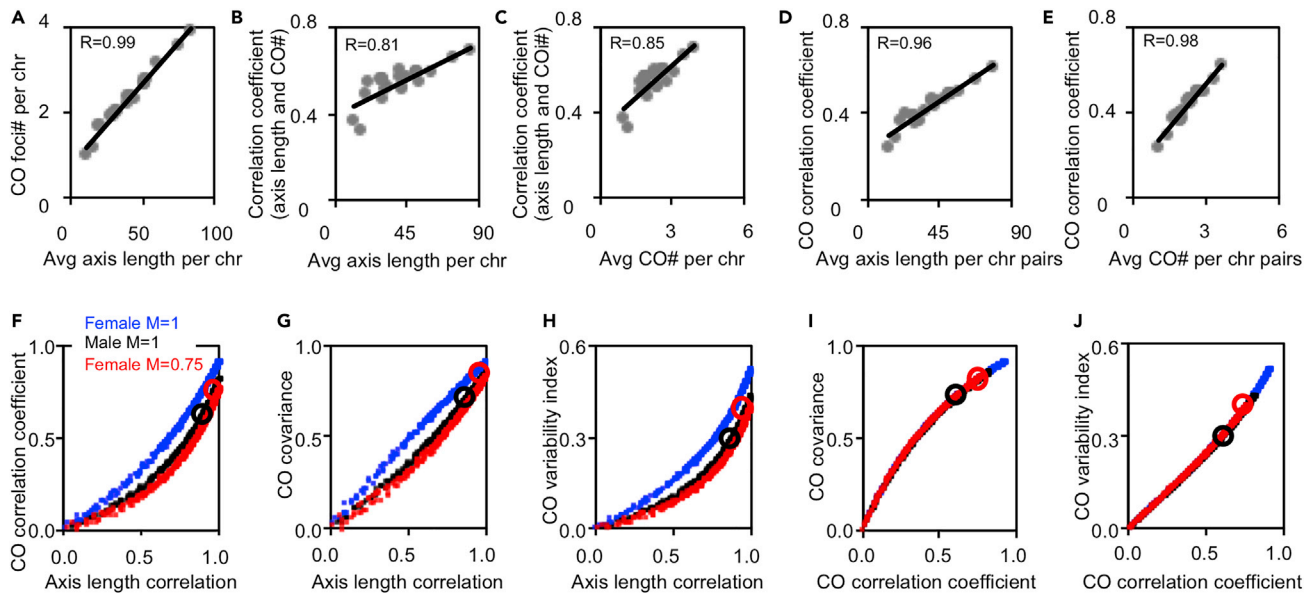 A
B
C
D
E
CO foci# per chr
4
2
0
R=0.99
0
50
100
Avg axis length per chr
Correlation coefficient
(axis length and CO#)
0.8
0.4
0
R=0.81
0
45
90
Avg axis length per chr
Correlation coefficient
(axis length and COi#)
0.8
0.4
0
R=0.85
0
3
6
Avg CO# per chr
CO correlation coefficient
0.8
0.4
0
R=0.96
0
45
90
Avg axis length per chr pairs
CO correlation coefficient
0.8
0.4
0
R=0.98
0
3
6
Avg CO# per chr pairs
F
G
H
I
J
Female M=1
Male M=1
Female M=0.75
CO correlation coefficient
1.0
0.5
0.0
0.0
0.5
1.0
Axis length correlation
CO covariance
1.0
0.5
0.0
0.0
0.5
1.0
Axis length correlation
CO variability index
0.6
0.3
0.0
0.0
0.5
1.0
Axis length correlation
CO covariance
1.0
0.5
0.0
0.0
0.5
1.0
CO correlation coefficient
CO variability index
0.6
0.3
0.0
0.0
0.5
1.0
CO correlation coefficient